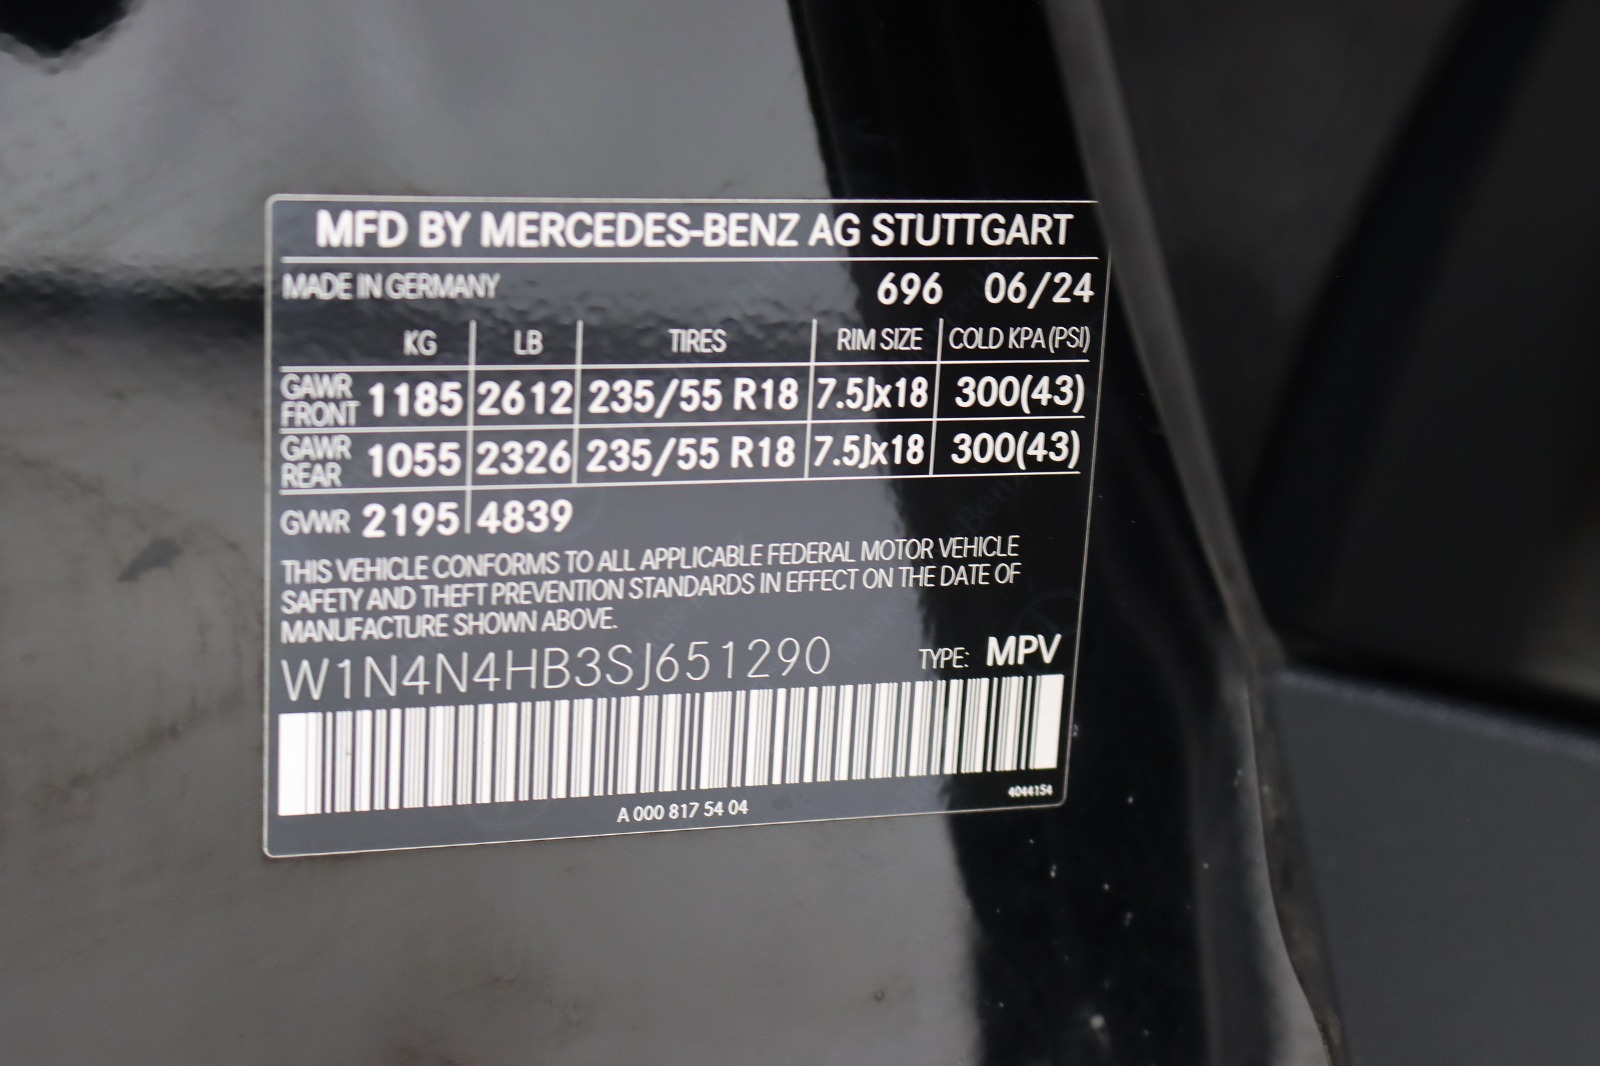 MFD BY MERCEDES-BENZ AG STUTTGART
MADE IN GERMANY 696 06/24
KG LB TIRES RIM SIZE COLD KPA (PSI)
GAWR FRONT 1185 2612 235/55 R18 7.5Jx18 300(43)
GAWR REAR 1055 2326 235/55 R18 7.5Jx18 300(43)
GVWR 2195 4839
THIS VEHICLE CONFORMS TO ALL APPLICABLE FEDERAL MOTOR VEHICLE
SAFETY AND THEFT PREVENTION STANDARDS IN EFFECT ON THE DATE OF
MANUFACTURE SHOWN ABOVE.
W1N4N4HB3SJ651290 TYPE: MPV
A 000 817 54 04 4044154